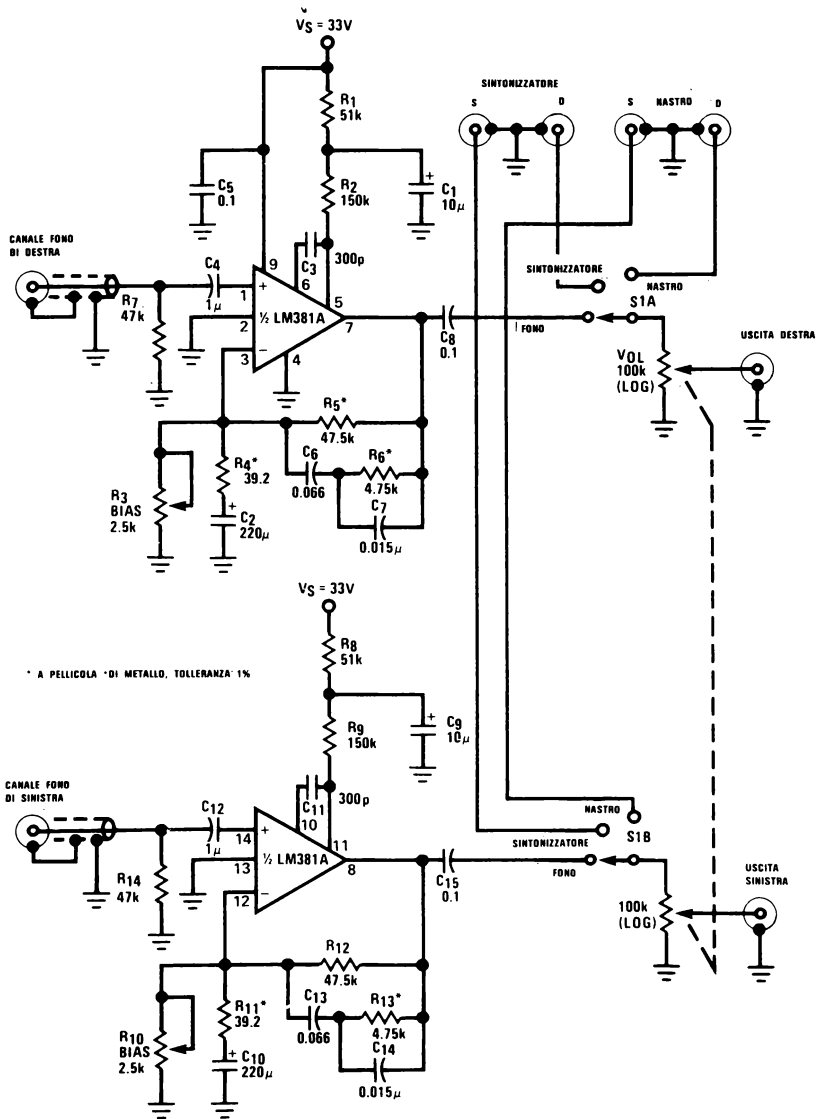 VS = 33V
R1
51k
SINTONIZZATORE
S
D
S
NASTRO
D
C5
0.1
R2
150k
+
C1
10µ
CANALE FONO
BI DESTRA
C4
1µ
9
C3
300p
6
SINTONIZZATORE
NASTRO
R7
47k
1
+
5
2
½ LM381A
7
3
−
4
C8
0.1
FONO
S1A
VOL
100k
(LOG)
USCITA DESTRA
R5*
47.5k
R4*
39.2
C6
0.066
R6*
4.75k
R3
BIAS
2.5k
+
C2
220µ
C7
0.015µ
VS = 33V
R8
51k
* A PELLICOLA *DI METALLO, TOLLERANZA 1%
R9
150k
+
C9
10µ
CANALE FONO
DI SINISTRA
C12
1µ
C11
300p
10
NASTRO
14
+
11
SINTONIZZATORE
S1B
R14
47k
13
½ LM381A
8
FONO
12
−
C15
0.1
USCITA
SINISTRA
100k
(LOG)
R12
47.5k
R11*
39.2
C13
0.066
R13*
4.75k
R10
BIAS
2.5k
+
C10
220µ
C14
0.015µ